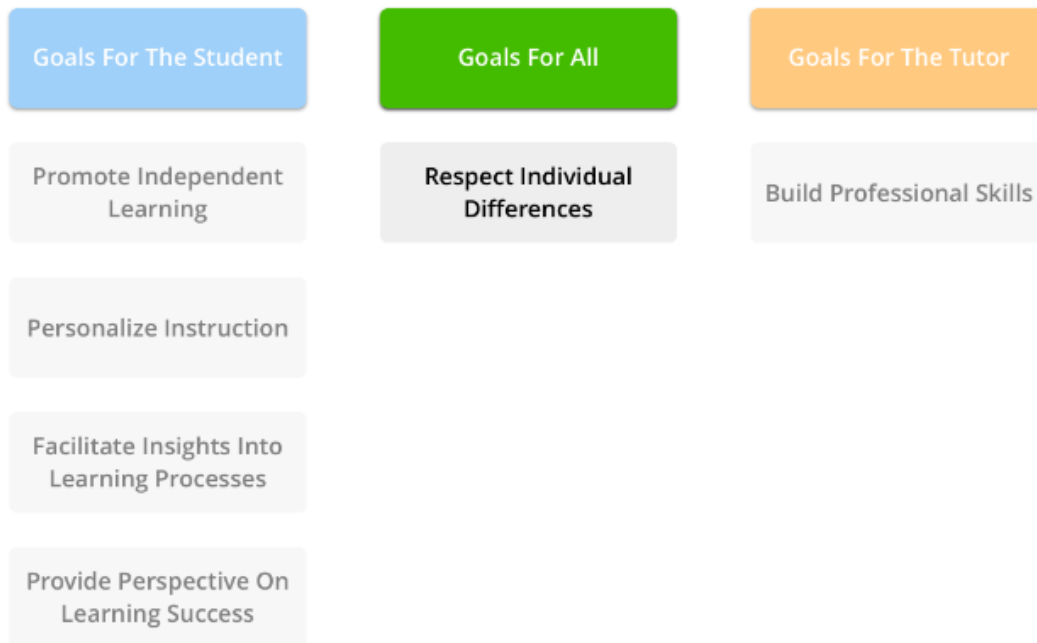 Goals For The Student
Goals For All
Goals For The Tutor
Promote Independent
Learning
Respect Individual
Differences
Build Professional Skills
Personalize Instruction
Facilitate Insights Into
Learning Processes
Provide Perspective On
Learning Success